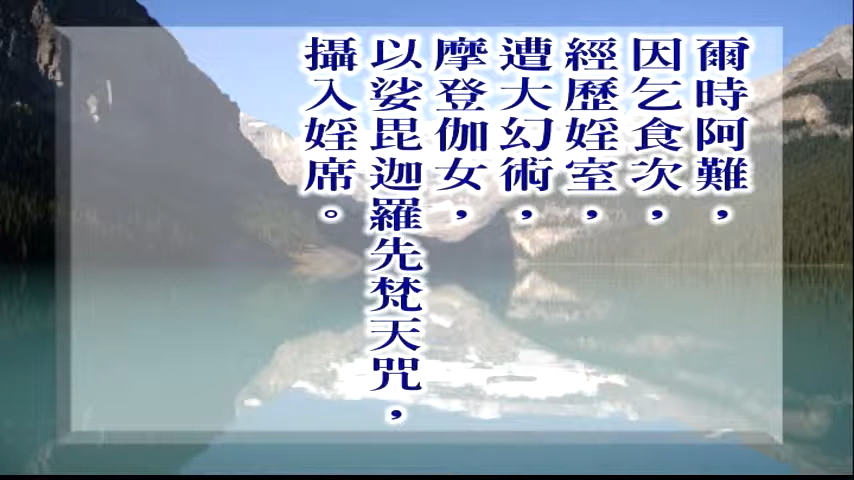 爾時阿難，
因乞食次，
經歷婬室，
遭大幻術，
摩登伽女，
以娑毘迦羅先梵天咒，
攝入婬席。